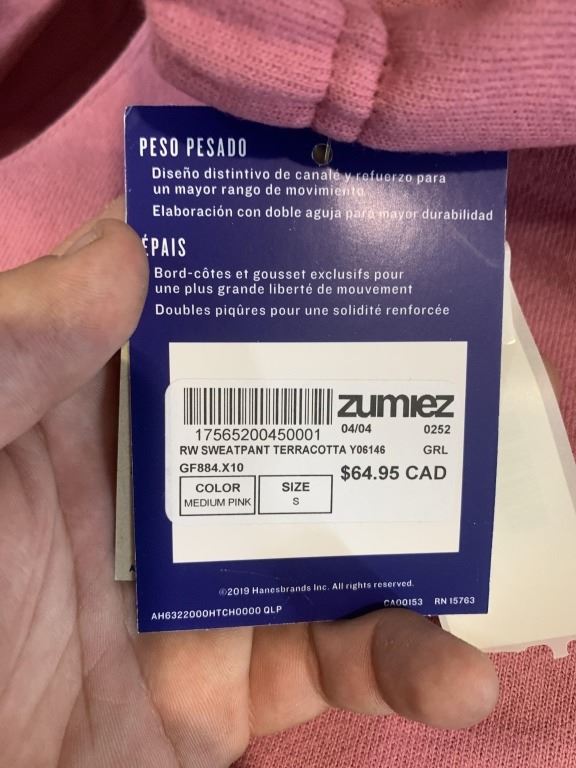 PESO PESADO
Diseño distintivo de canalé y refuerzo para
un mayor rango de movimiento
Elaboración con doble aguja para mayor durabilidad
ÉPAIS
Bord-côtes et gousset exclusifs pour
une plus grande liberté de mouvement
Doubles piqûres pour une solidité renforcée
zumiez
17565200450001 04/04 0252
RW SWEATPANT TERRACOTTA Y06146 GRL
GF884.X10 $64.95 CAD
COLOR SIZE
MEDIUM PINK S
©2019 Hanesbrands Inc. All rights reserved.
AH6322000HTCH0000 QLP CA00153 RN 15763